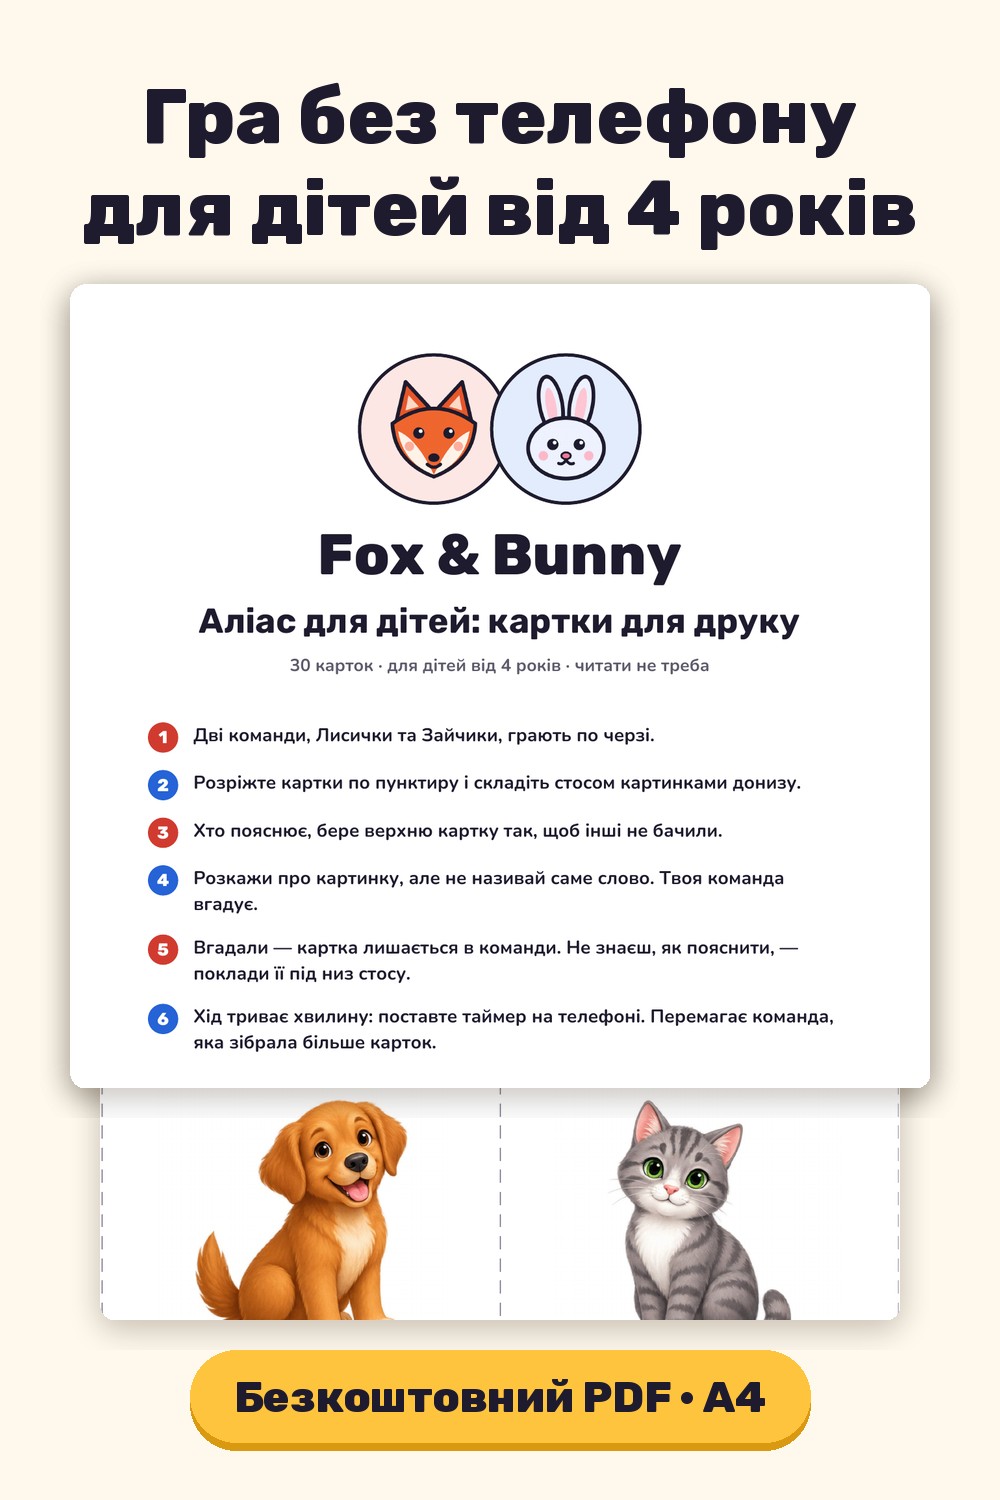 Гра без телефону
для дітей від 4 років
Fox & Bunny
Аліас для дітей: картки для друку
30 карток · для дітей від 4 років · читати не треба
1 Дві команди, Лисички та Зайчики, грають по черзі.
2 Розріжте картки по пунктиру і складіть стосом картинками донизу.
3 Хто пояснює, бере верхню картку так, щоб інші не бачили.
4 Розкажи про картинку, але не називай саме слово. Твоя команда
вгадує.
5 Вгадали — картка лишається в команди. Не знаєш, як пояснити, —
поклади її під низ стосу.
6 Хід триває хвилину: поставте таймер на телефоні. Перемагає команда,
яка зібрала більше карток.
Безкоштовний PDF • A4